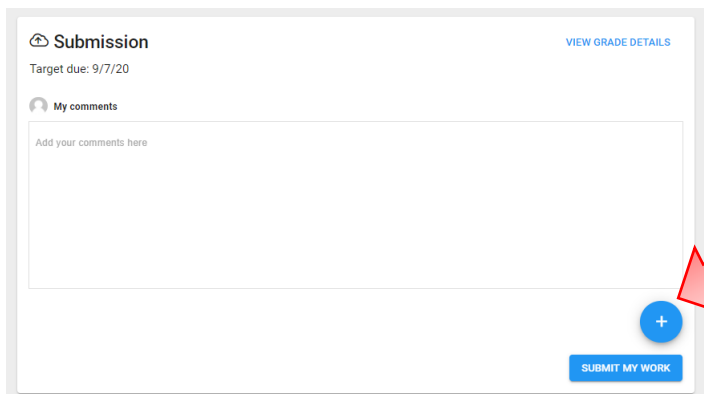 Submission
VIEW GRADE DETAILS
Target due: 9/7/20
My comments
Add your comments here
+
SUBMIT MY WORK